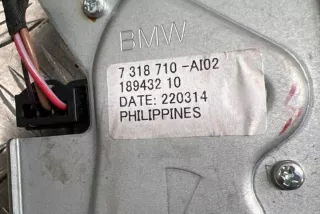 BMW
7 318 710 -AI02
189432 10
DATE: 220314
PHILIPPINES